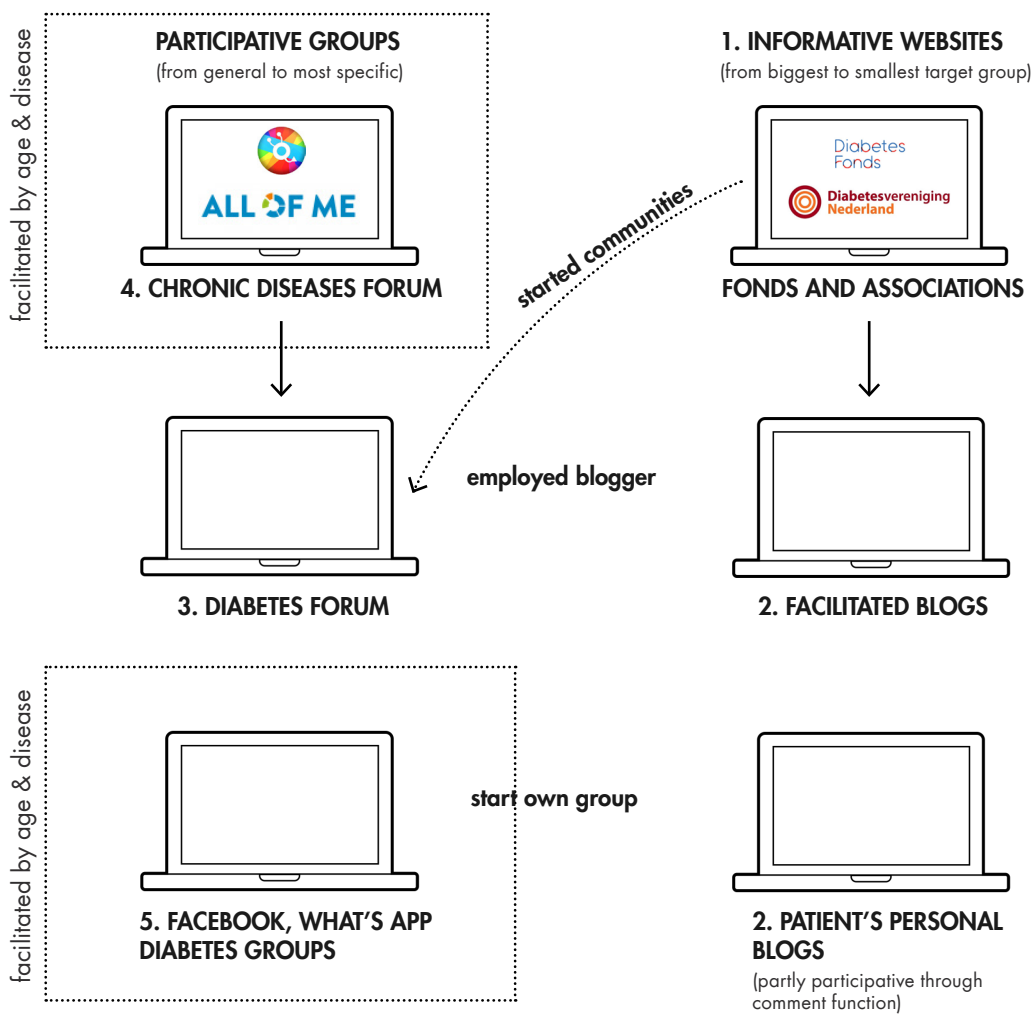 facilitated by age & disease
PARTICIPATIVE GROUPS
(from general to most specific)
ALL OF ME
4. CHRONIC DISEASES FORUM
1. INFORMATIVE WEBSITES
(from biggest to smallest target group)
Diabetes
Fonds
Diabetesvereniging
Nederland
FONDS AND ASSOCIATIONS
started communities
employed blogger
3. DIABETES FORUM
2. FACILITATED BLOGS
facilitated by age & disease
start own group
5. FACEBOOK, WHAT'S APP
DIABETES GROUPS
2. PATIENT'S PERSONAL
BLOGS
(partly participative through
comment function)